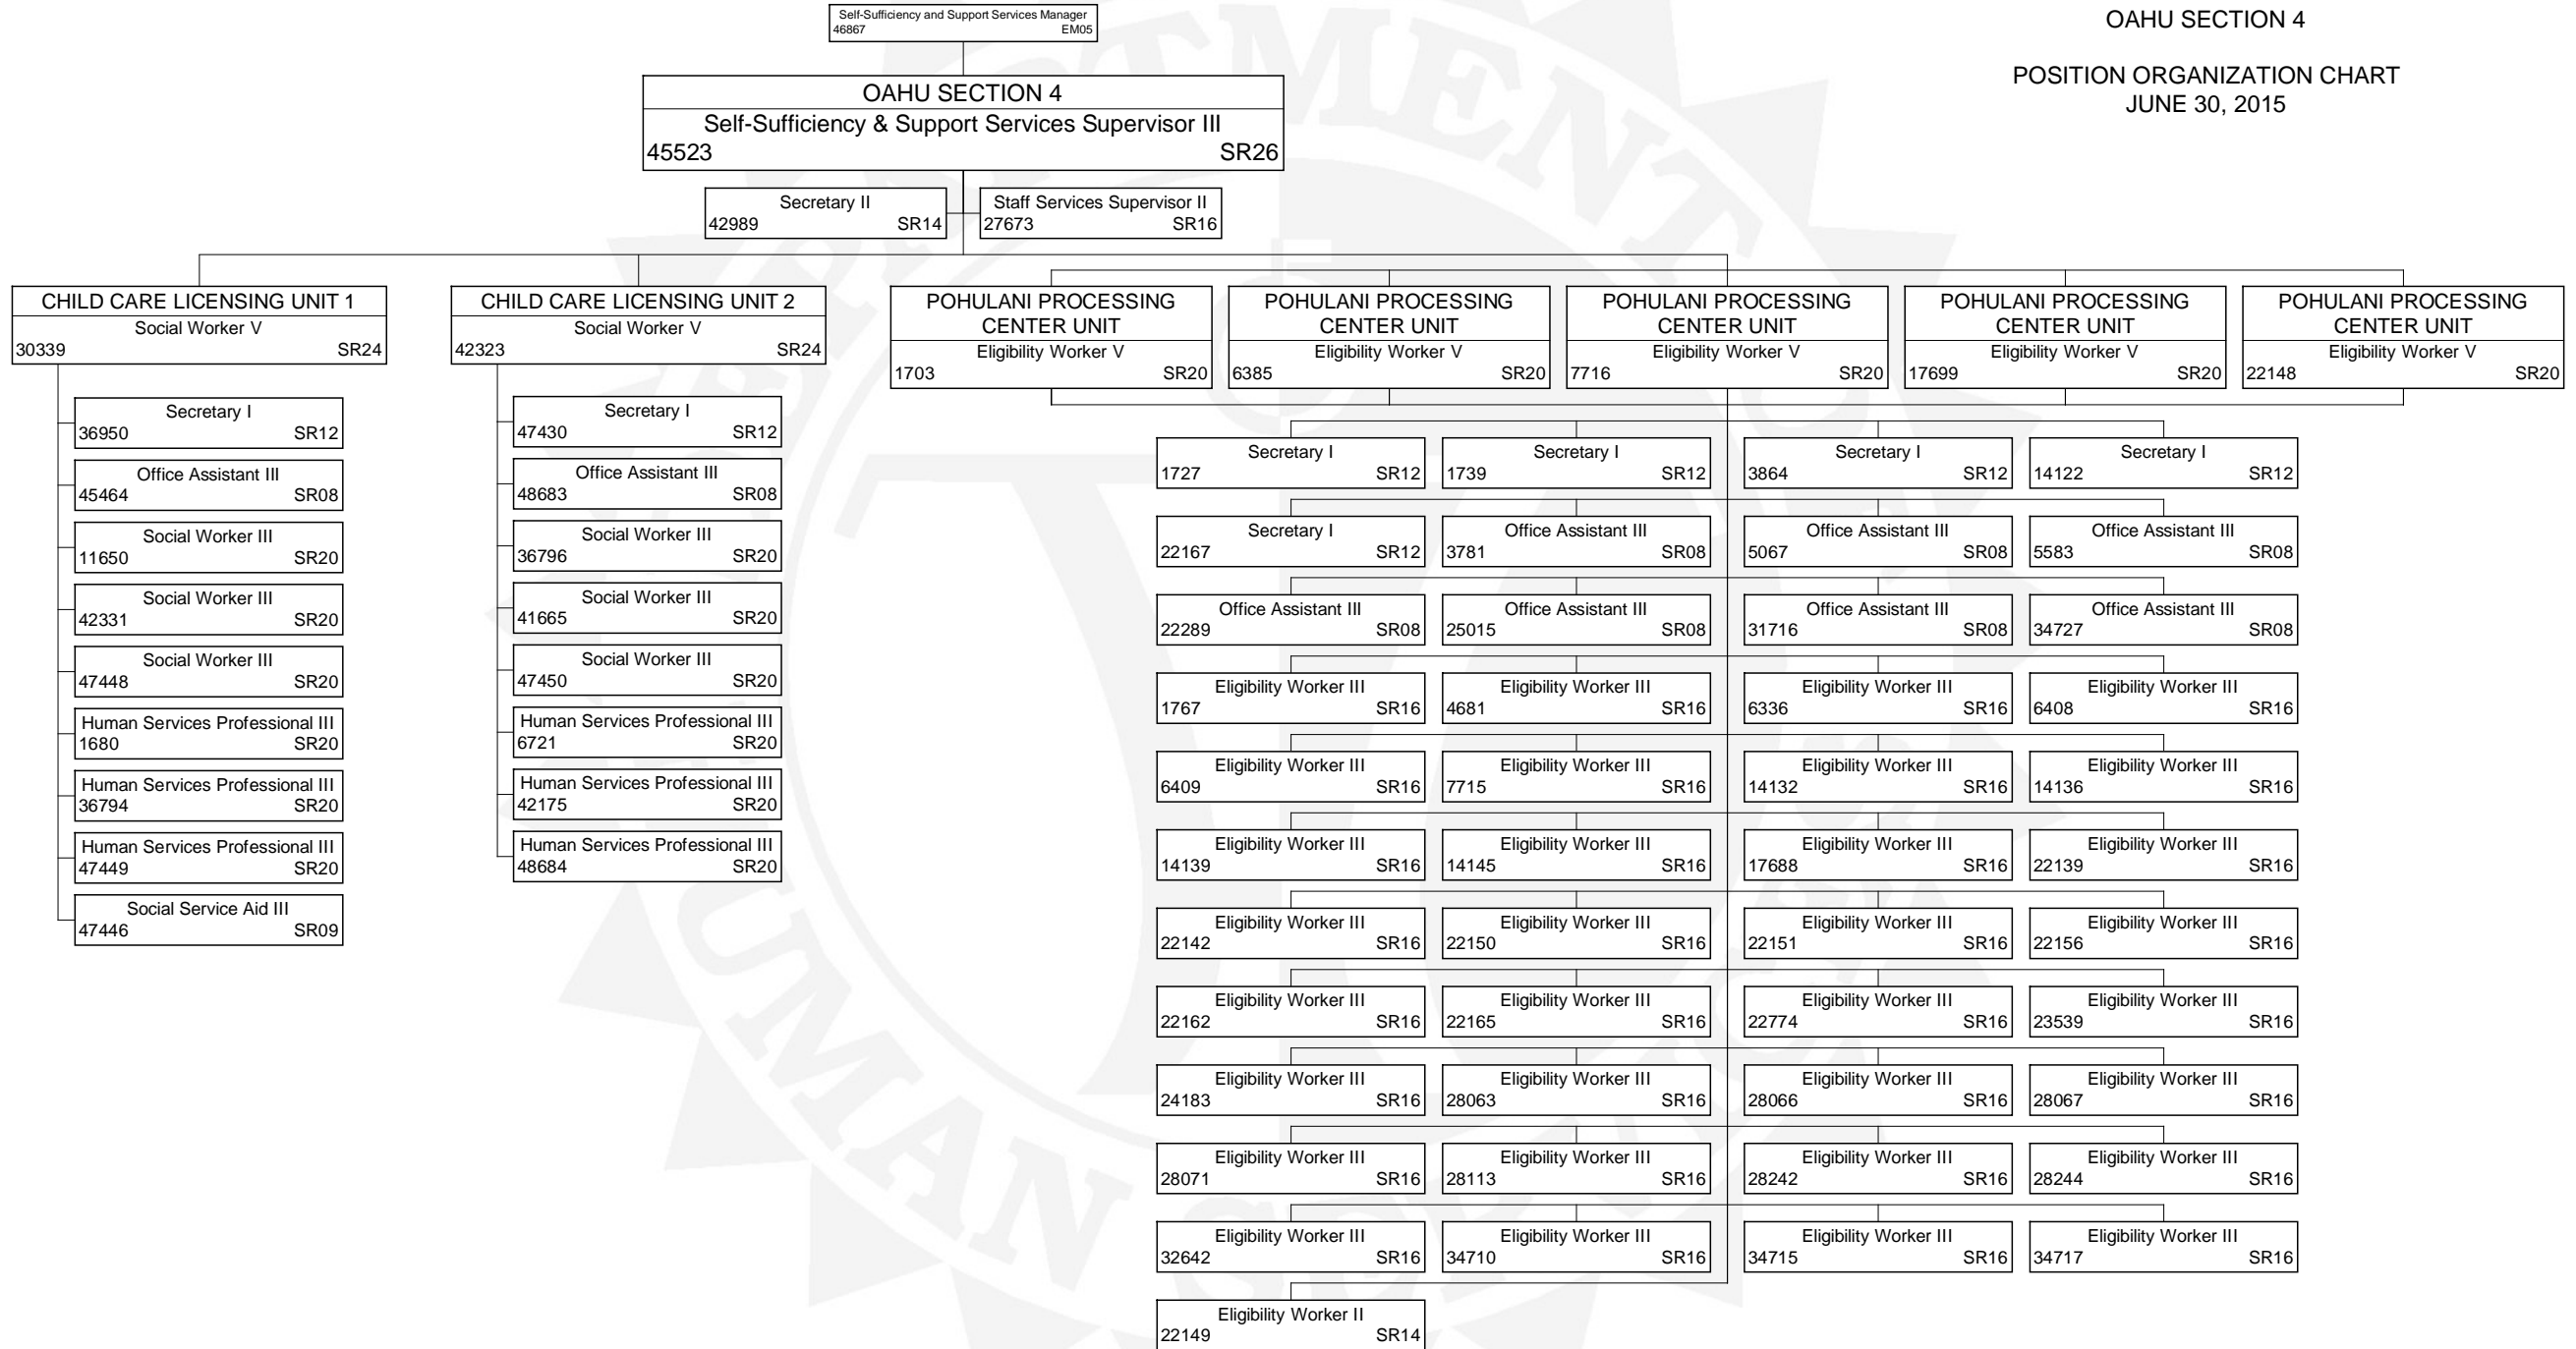 Self-Sufficiency and Support Services Manager
46867 EM05
OAHU SECTION 4
POSITION ORGANIZATION CHART
JUNE 30, 2015
OAHU SECTION 4
Self-Sufficiency & Support Services Supervisor III
45523 SR26
Secretary II
42989 SR14
Staff Services Supervisor II
27673 SR16
CHILD CARE LICENSING UNIT 1
Social Worker V
30339 SR24
Secretary I
36950 SR12
Office Assistant III
45464 SR08
Social Worker III
11650 SR20
Social Worker III
42331 SR20
Social Worker III
47448 SR20
Human Services Professional III
1680 SR20
Human Services Professional III
36794 SR20
Human Services Professional III
47449 SR20
Social Service Aid III
47446 SR09
CHILD CARE LICENSING UNIT 2
Social Worker V
42323 SR24
Secretary I
47430 SR12
Office Assistant III
48683 SR08
Social Worker III
36796 SR20
Social Worker III
41665 SR20
Social Worker III
47450 SR20
Human Services Professional III
6721 SR20
Human Services Professional III
42175 SR20
Human Services Professional III
48684 SR20
POHULANI PROCESSING
CENTER UNIT
Eligibility Worker V
1703 SR20
POHULANI PROCESSING
CENTER UNIT
Eligibility Worker V
6385 SR20
POHULANI PROCESSING
CENTER UNIT
Eligibility Worker V
7716 SR20
POHULANI PROCESSING
CENTER UNIT
Eligibility Worker V
17699 SR20
POHULANI PROCESSING
CENTER UNIT
Eligibility Worker V
22148 SR20
Secretary I
1727 SR12
Secretary I
1739 SR12
Secretary I
3864 SR12
Secretary I
14122 SR12
Secretary I
22167 SR12
Office Assistant III
3781 SR08
Office Assistant III
5067 SR08
Office Assistant III
5583 SR08
Office Assistant III
22289 SR08
Office Assistant III
25015 SR08
Office Assistant III
31716 SR08
Office Assistant III
34727 SR08
Eligibility Worker III
1767 SR16
Eligibility Worker III
4681 SR16
Eligibility Worker III
6336 SR16
Eligibility Worker III
6408 SR16
Eligibility Worker III
6409 SR16
Eligibility Worker III
7715 SR16
Eligibility Worker III
14132 SR16
Eligibility Worker III
14136 SR16
Eligibility Worker III
14139 SR16
Eligibility Worker III
14145 SR16
Eligibility Worker III
17688 SR16
Eligibility Worker III
22139 SR16
Eligibility Worker III
22142 SR16
Eligibility Worker III
22150 SR16
Eligibility Worker III
22151 SR16
Eligibility Worker III
22156 SR16
Eligibility Worker III
22162 SR16
Eligibility Worker III
22165 SR16
Eligibility Worker III
22774 SR16
Eligibility Worker III
23539 SR16
Eligibility Worker III
24183 SR16
Eligibility Worker III
28063 SR16
Eligibility Worker III
28066 SR16
Eligibility Worker III
28067 SR16
Eligibility Worker III
28071 SR16
Eligibility Worker III
28113 SR16
Eligibility Worker III
28242 SR16
Eligibility Worker III
28244 SR16
Eligibility Worker III
32642 SR16
Eligibility Worker III
34710 SR16
Eligibility Worker III
34715 SR16
Eligibility Worker III
34717 SR16
Eligibility Worker II
22149 SR14